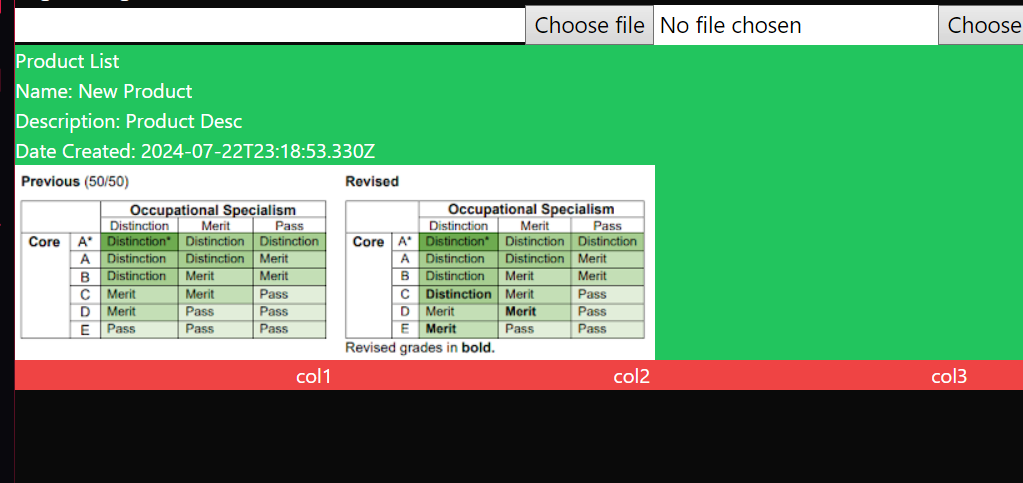 Choose file No file chosen Choose
Product List
Name: New Product
Description: Product Desc
Date Created: 2024-07-22T23:18:53.330Z
Previous (50/50)
Occupational Specialism
Distinction Merit Pass
Core A* Distinction* Distinction Distinction
A Distinction Distinction Merit
B Distinction Merit Merit
C Merit Merit Pass
D Merit Pass Pass
E Pass Pass Pass
Revised
Occupational Specialism
Distinction Merit Pass
Core A* Distinction* Distinction Distinction
A Distinction Distinction Merit
B Distinction Merit Merit
C Distinction Merit Pass
D Merit Merit Pass
E Merit Pass Pass
Revised grades in bold.
col1 col2 col3